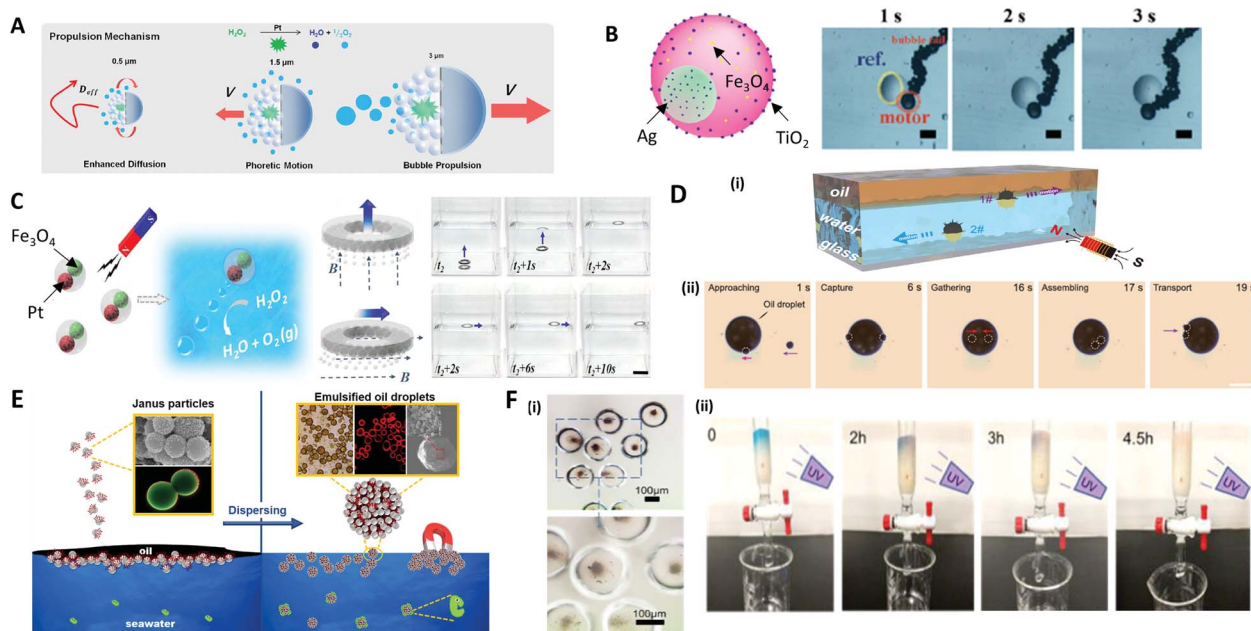 A
Propulsion Mechanism
H₂O₂
Pt
H₂O + ½O₂
0.5 μm
1.5 μm
3 μm
D_eff
V
V
Enhanced Diffusion
Phoretic Motion
Bubble Propulsion
B
Fe₃O₄
Ag
TiO₂
1 s
2 s
3 s
bubble tail
ref.
motor
C
Fe₃O₄
Pt
S
H₂O₂
H₂O + O₂(g)
B
B
t₂
t₂+1s
t₂+2s
t₂+2s
t₂+6s
t₂+10s
D
(i)
oil
water
glass
1#
2#
N
S
(ii)
Approaching
1 s
Oil droplet
Capture
6 s
Gathering
16 s
Assembling
17 s
Transport
19 s
E
Janus particles
Emulsified oil droplets
Dispersing
oil
seawater
F
(i)
100μm
100μm
(ii)
0
UV
2h
UV
3h
UV
4.5h
UV